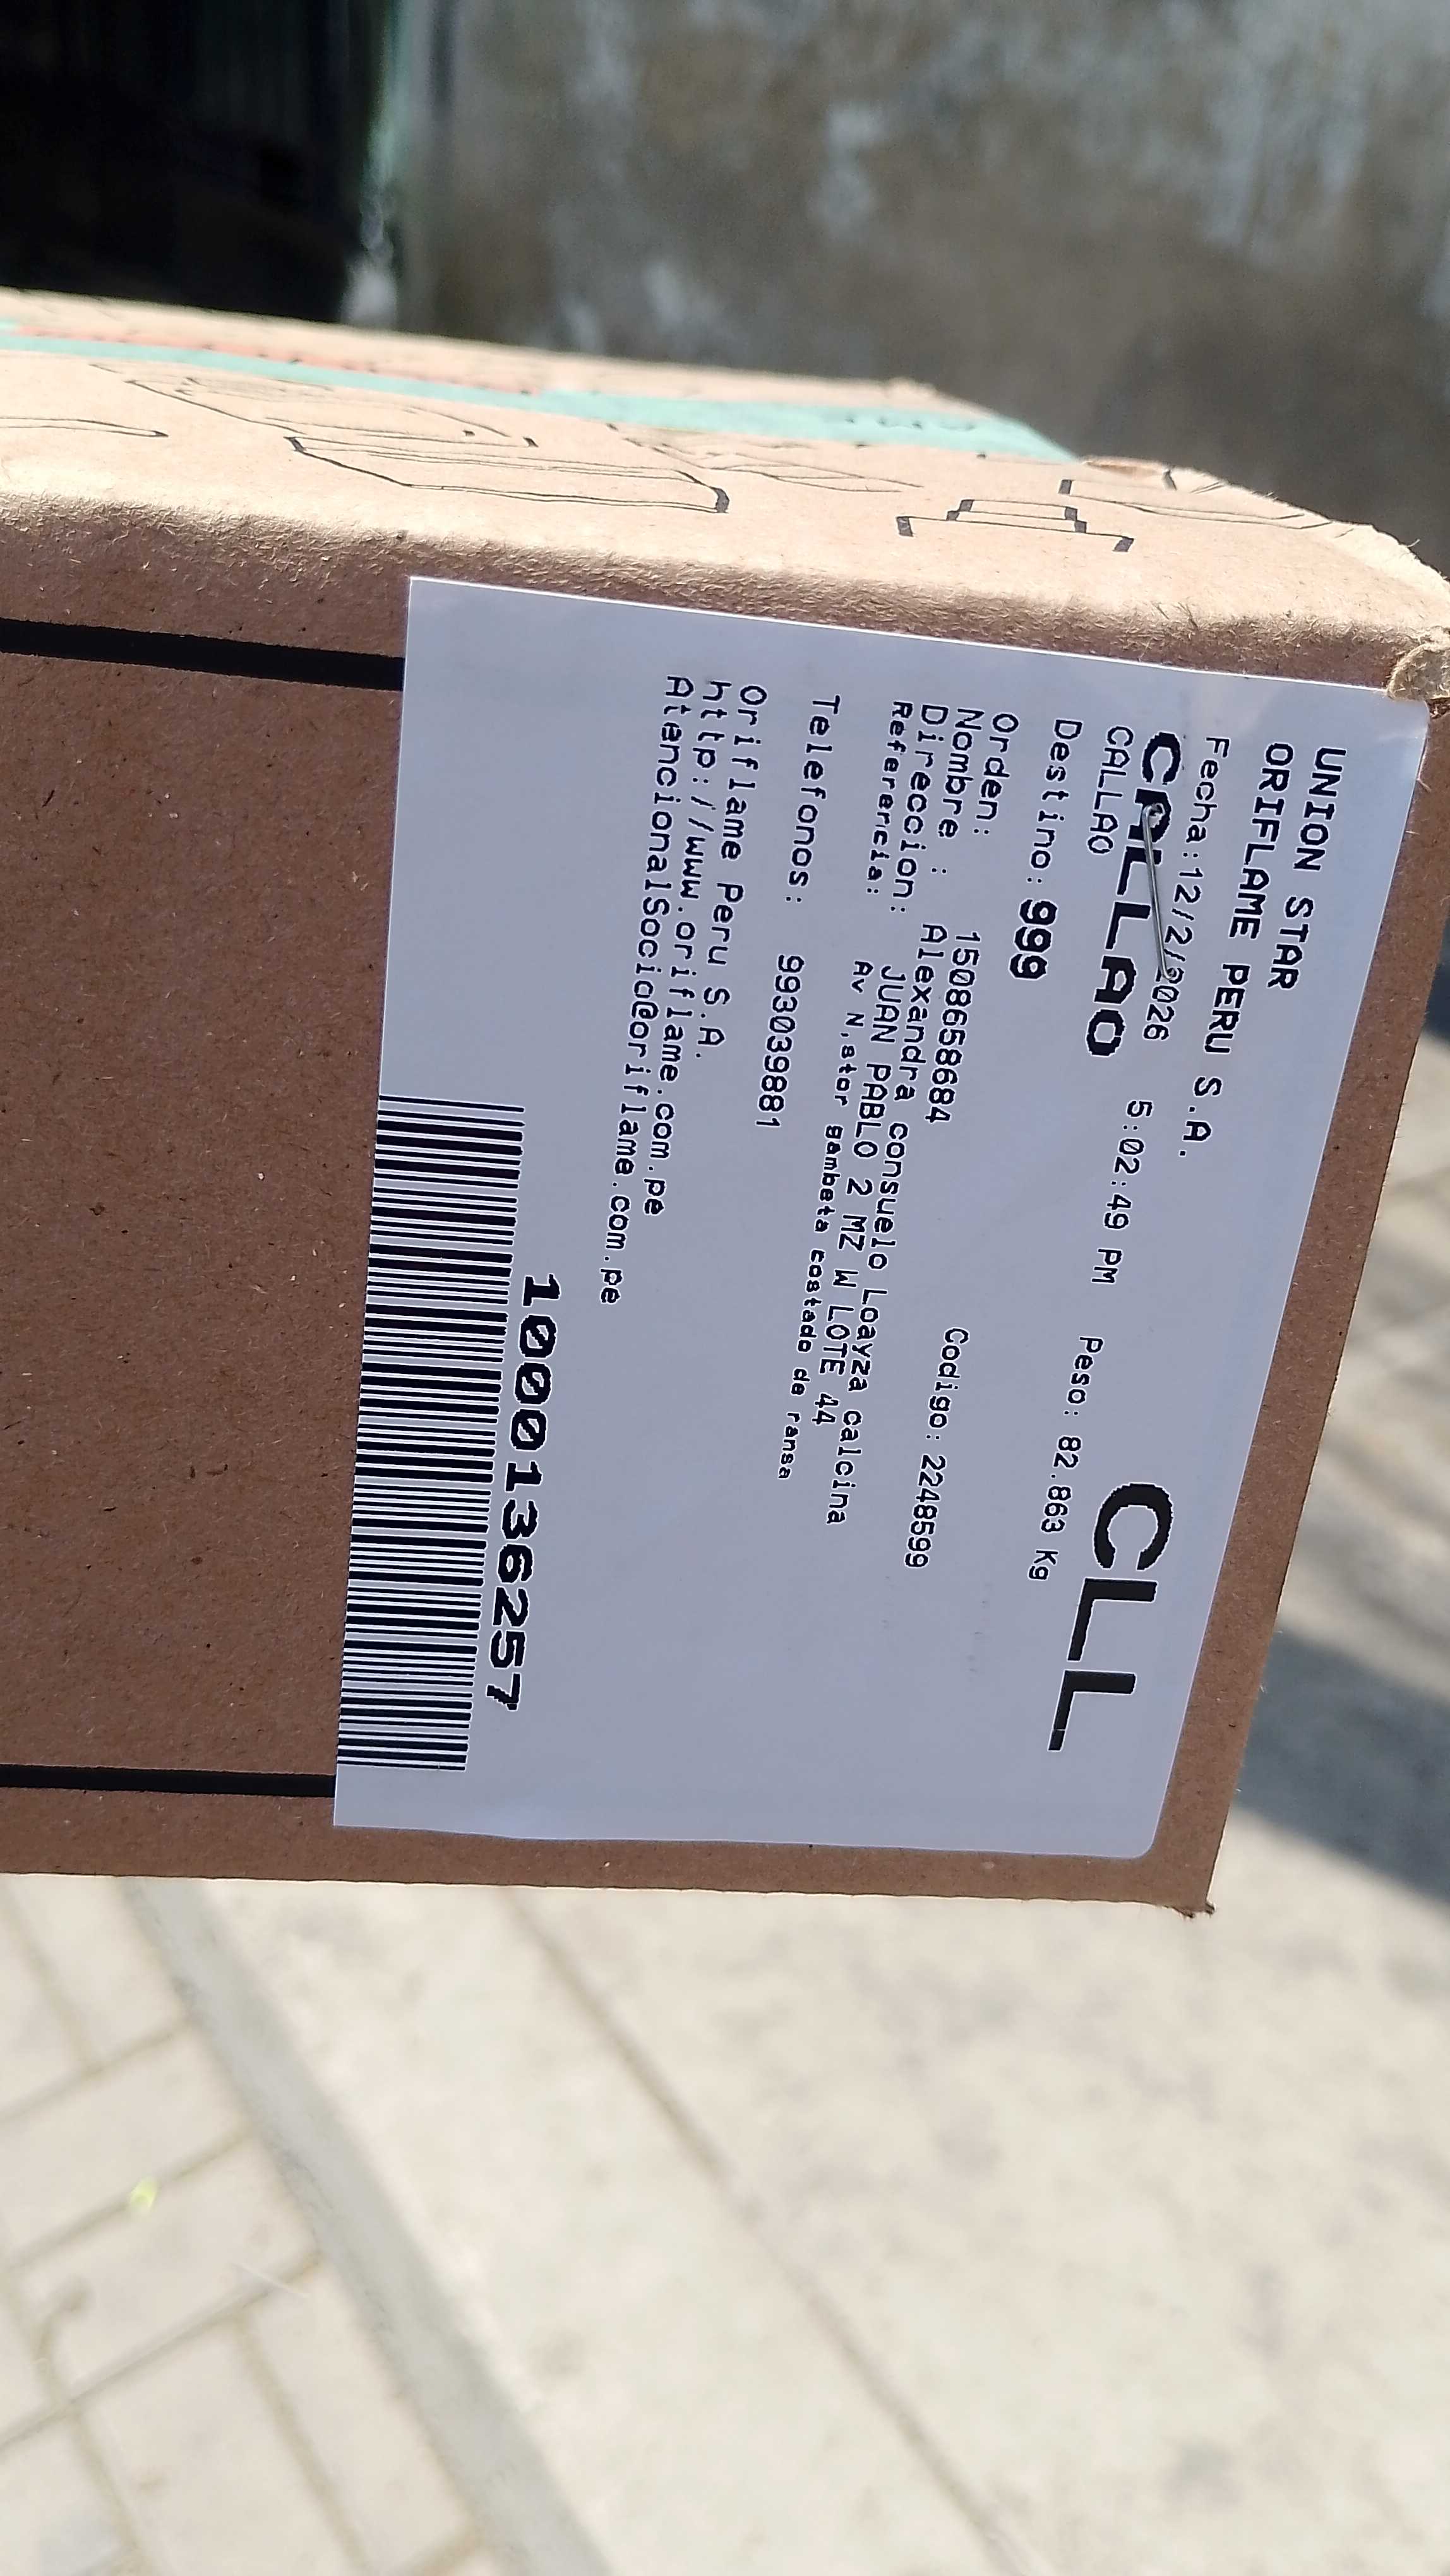 UNION STAR
ORIFLAME PERU S.A.
Fecha:12/2/2026 5:02:49 PM
CLL
CALLAO
CALLAO
Peso: 82.863 Kg
Destino: 999
Orden: 1508658684 Codigo: 2248599
Nombre : Alexandra consuelo Loayza calcina
Direccion: JUAN PABLO 2 MZ W LOTE 44
Referencia: Av N,stor gambeta costado de ransa
Telefonos: 993039881
Oriflame Peru S.A.
http://www.oriflame.com.pe
AtencionalSocio@oriflame.com.pe
1000136257